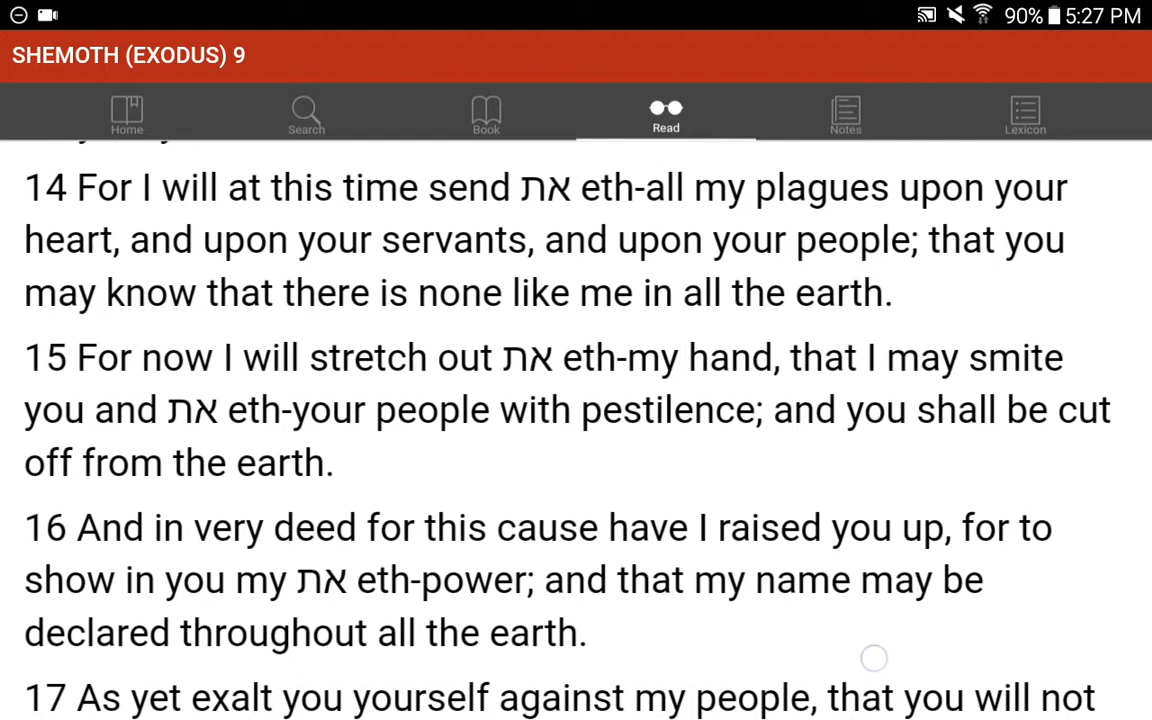 90% 5:27 PM
SHEMOTH (EXODUS) 9
Home Search Book Read Notes Lexicon
14 For I will at this time send את eth-all my plagues upon your
heart, and upon your servants, and upon your people; that you
may know that there is none like me in all the earth.
15 For now I will stretch out את eth-my hand, that I may smite
you and את eth-your people with pestilence; and you shall be cut
off from the earth.
16 And in very deed for this cause have I raised you up, for to
show in you my את eth-power; and that my name may be
declared throughout all the earth.
17 As yet exalt you yourself against my people, that you will not